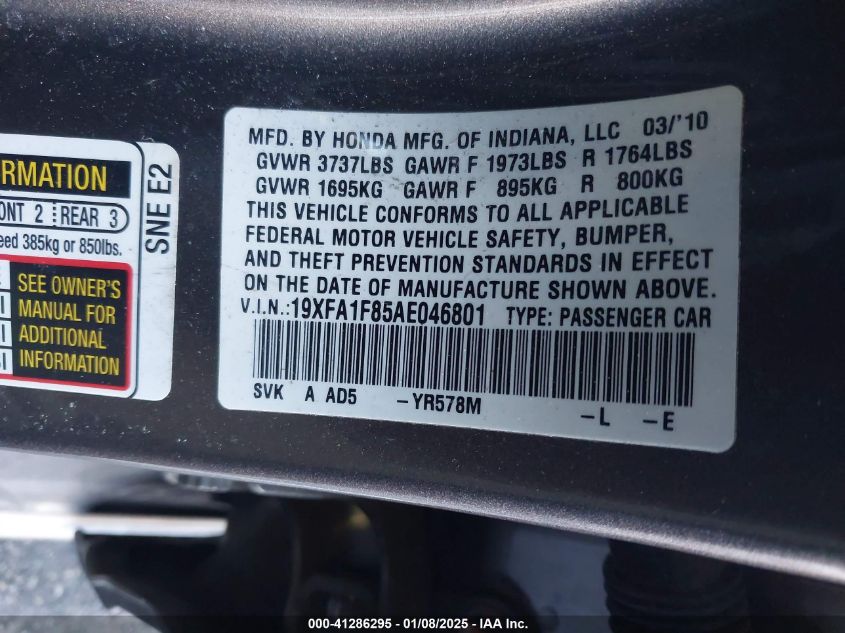 RMATION
ONT 2 REAR 3
eed 385kg or 850lbs.
SEE OWNER'S
MANUAL FOR
ADDITIONAL
INFORMATION
SNE E2
MFD. BY HONDA MFG. OF INDIANA, LLC 03/'10
GVWR 3737LBS GAWR F 1973LBS R 1764LBS
GVWR 1695KG GAWR F 895KG R 800KG
THIS VEHICLE CONFORMS TO ALL APPLICABLE
FEDERAL MOTOR VEHICLE SAFETY, BUMPER,
AND THEFT PREVENTION STANDARDS IN EFFECT
ON THE DATE OF MANUFACTURE SHOWN ABOVE.
V.I.N.:19XFA1F85AE046801 TYPE: PASSENGER CAR
SVK A AD5 -YR578M -L -E
000-41286295 - 01/08/2025 - IAA Inc.